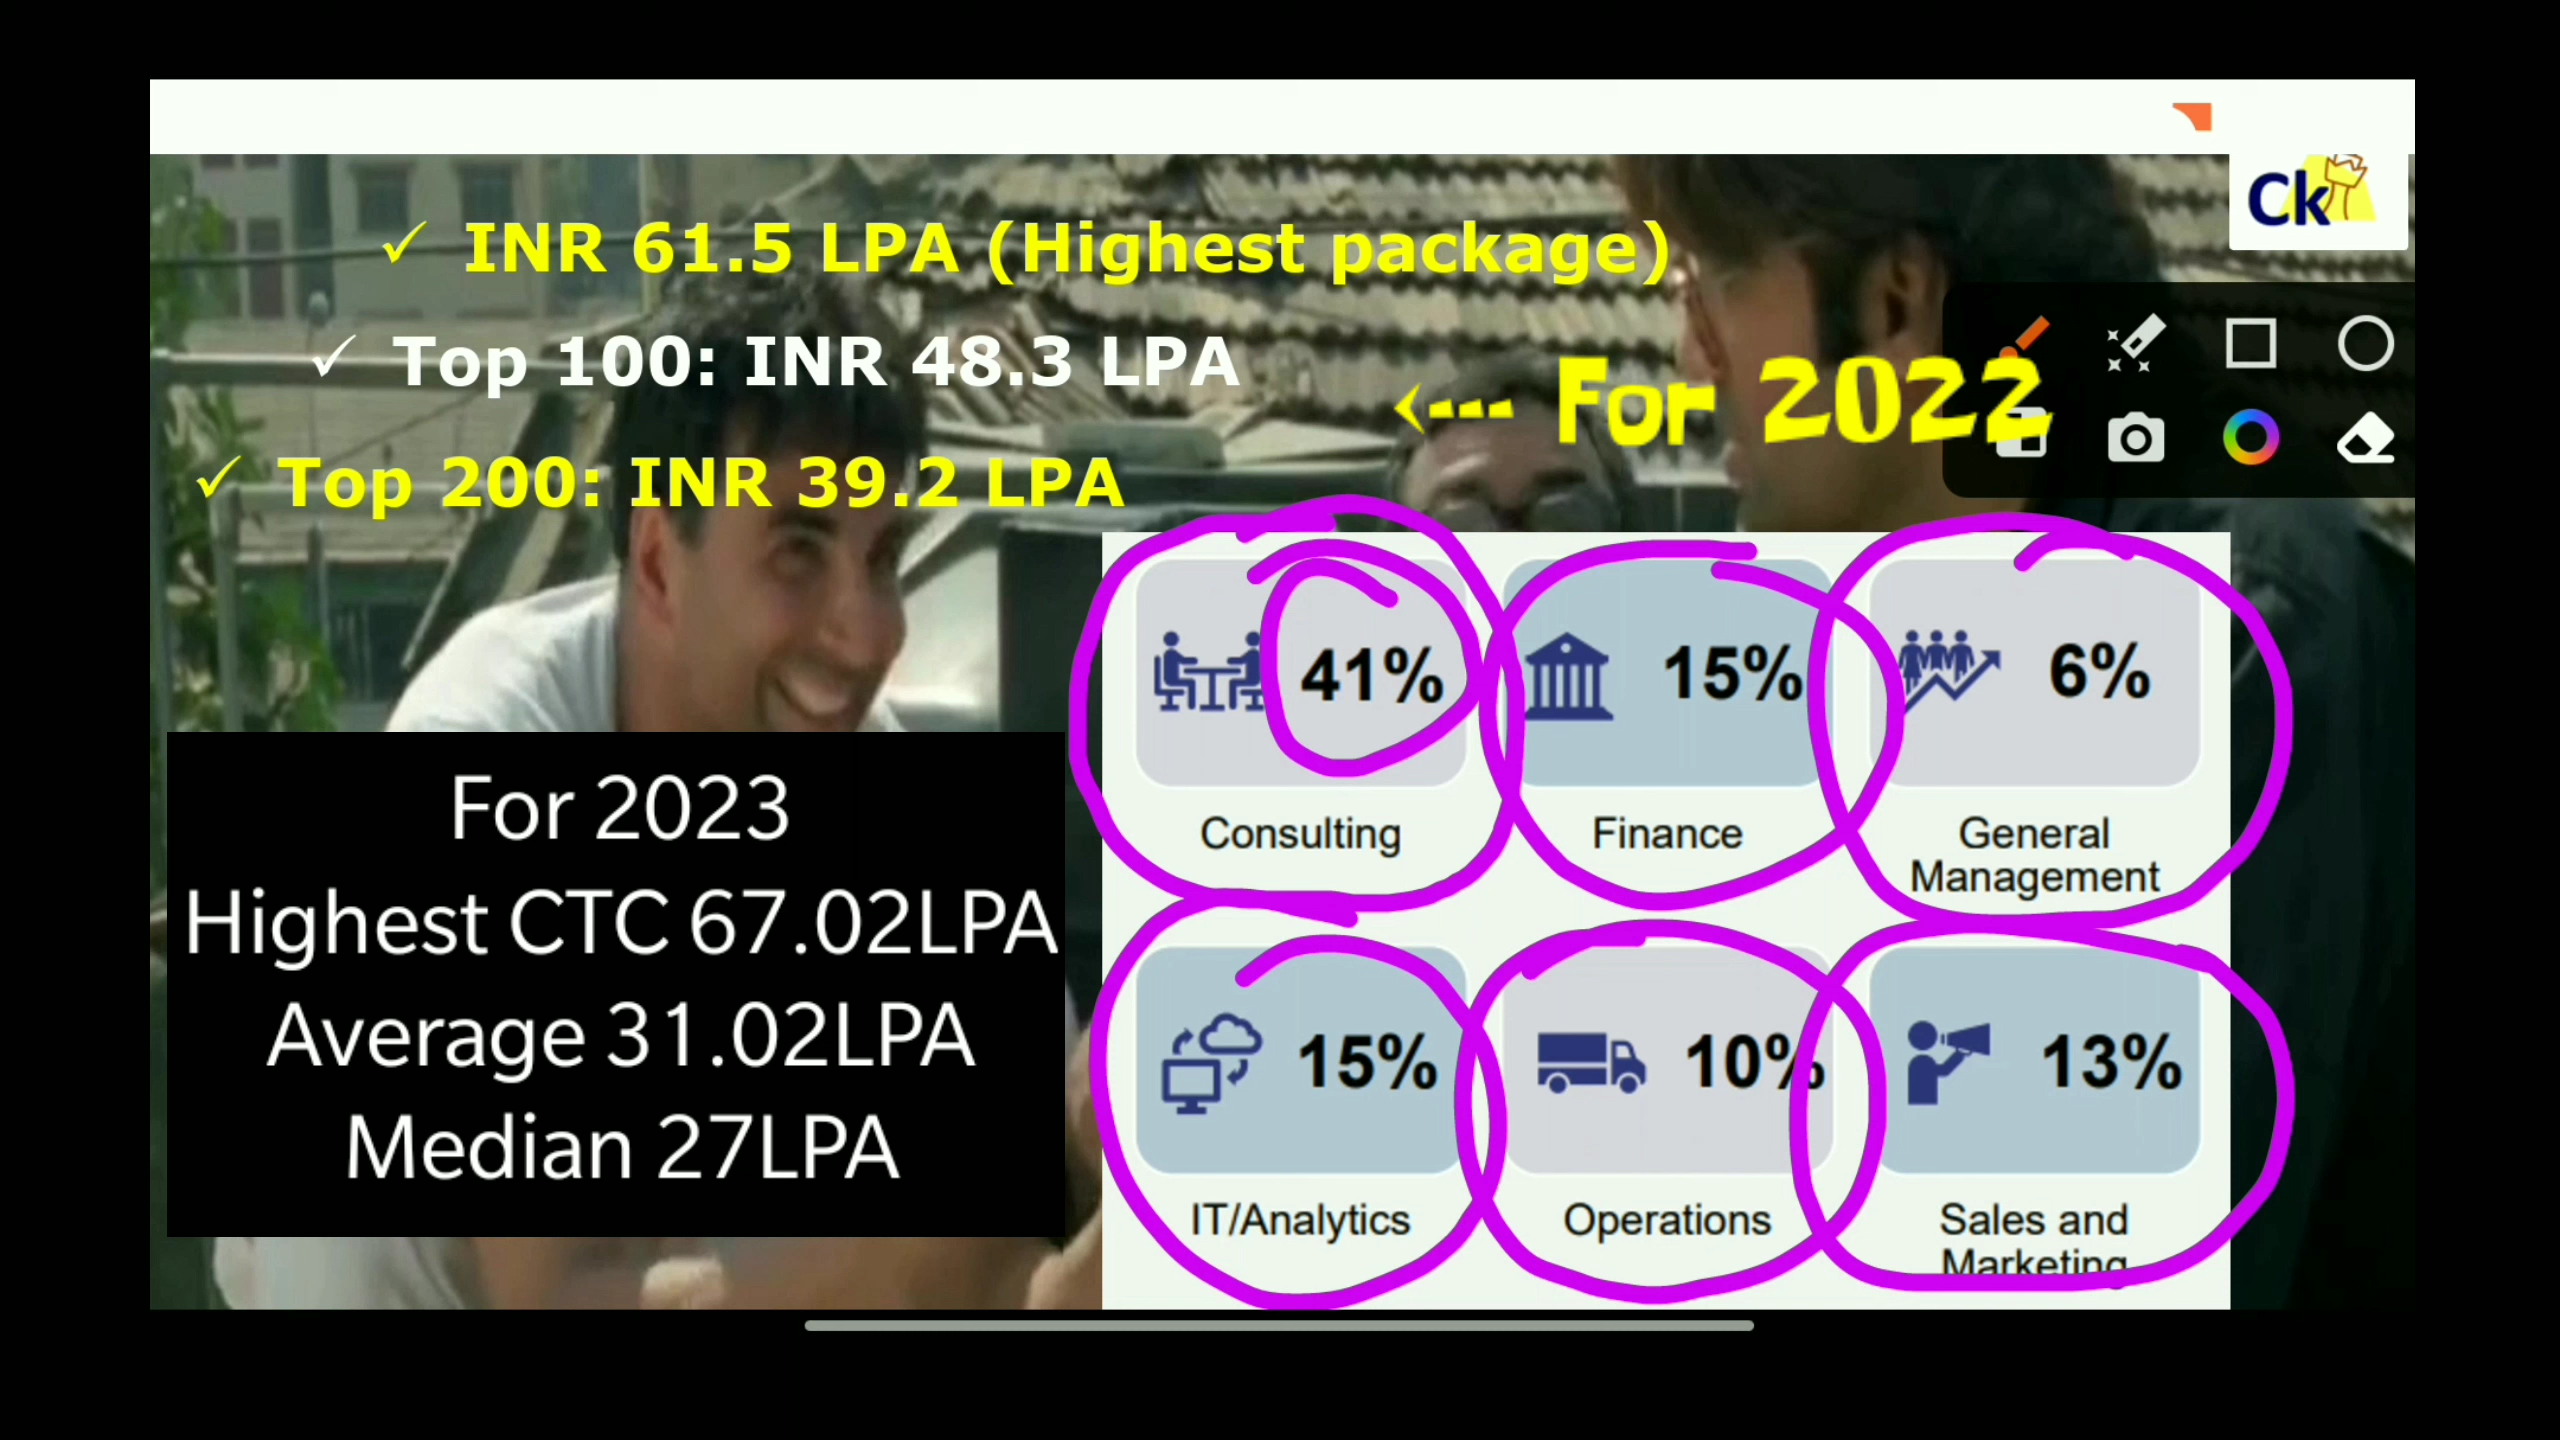 Ck
✓ INR 61.5 LPA (Highest package)
✓ Top 100: INR 48.3 LPA
<--- For 2022
✓ Top 200: INR 39.2 LPA
41%
15%
6%
Consulting
Finance
General
Management
15%
10%
13%
IT/Analytics
Operations
Sales and
Marketing
For 2023
Highest CTC 67.02LPA
Average 31.02LPA
Median 27LPA